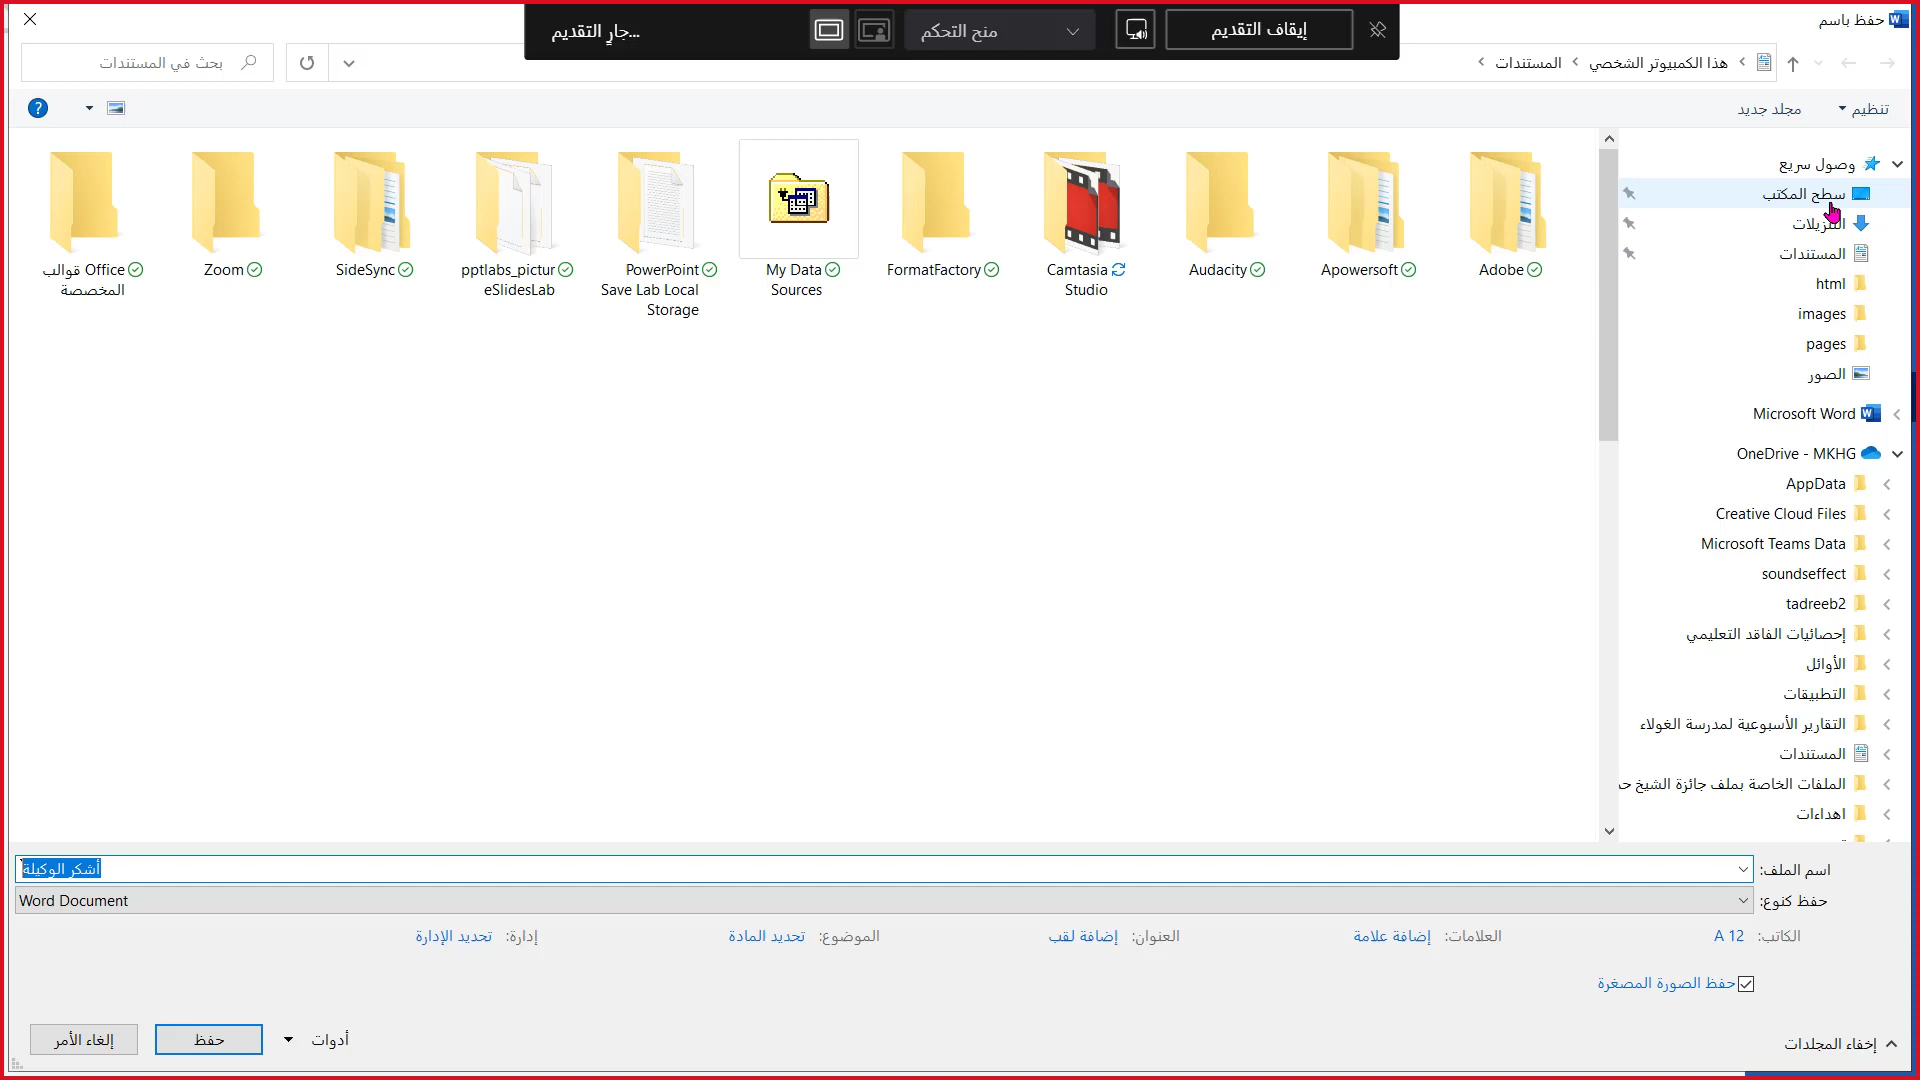 حفظ باسم
جارٍ التقديم...
منح التحكم
إيقاف التقديم
هذا الكمبيوتر الشخصي
المستندات
بحث في المستندات
تنظيم
مجلد جديد
وصول سريع
سطح المكتب
التنزيلات
المستندات
html
images
pages
الصور
Microsoft Word
OneDrive - MKHG
AppData
Creative Cloud Files
Microsoft Teams Data
soundseffect
tadreeb2
إحصائيات الفاقد التعليمي
الأوائل
التطبيقات
التقارير الأسبوعية لمدرسة الغولاء
المستندات
الملفات الخاصة بملف جائزة الشيخ حم
اهداءات
Adobe
Apowersoft
Audacity
Camtasia
Studio
FormatFactory
My Data
Sources
PowerPoint
Save Lab Local
Storage
pptlabs_pictur
eSlidesLab
SideSync
Zoom
قوالب Office
المخصصة
اسم الملف:
أشكر الوكيلة
حفظ كنوع:
Word Document
الكاتب: A 12
العلامات: إضافة علامة
العنوان: إضافة لقب
الموضوع: تحديد المادة
إدارة: تحديد الإدارة
حفظ الصورة المصغرة
إخفاء المجلدات
أدوات
حفظ
إلغاء الأمر